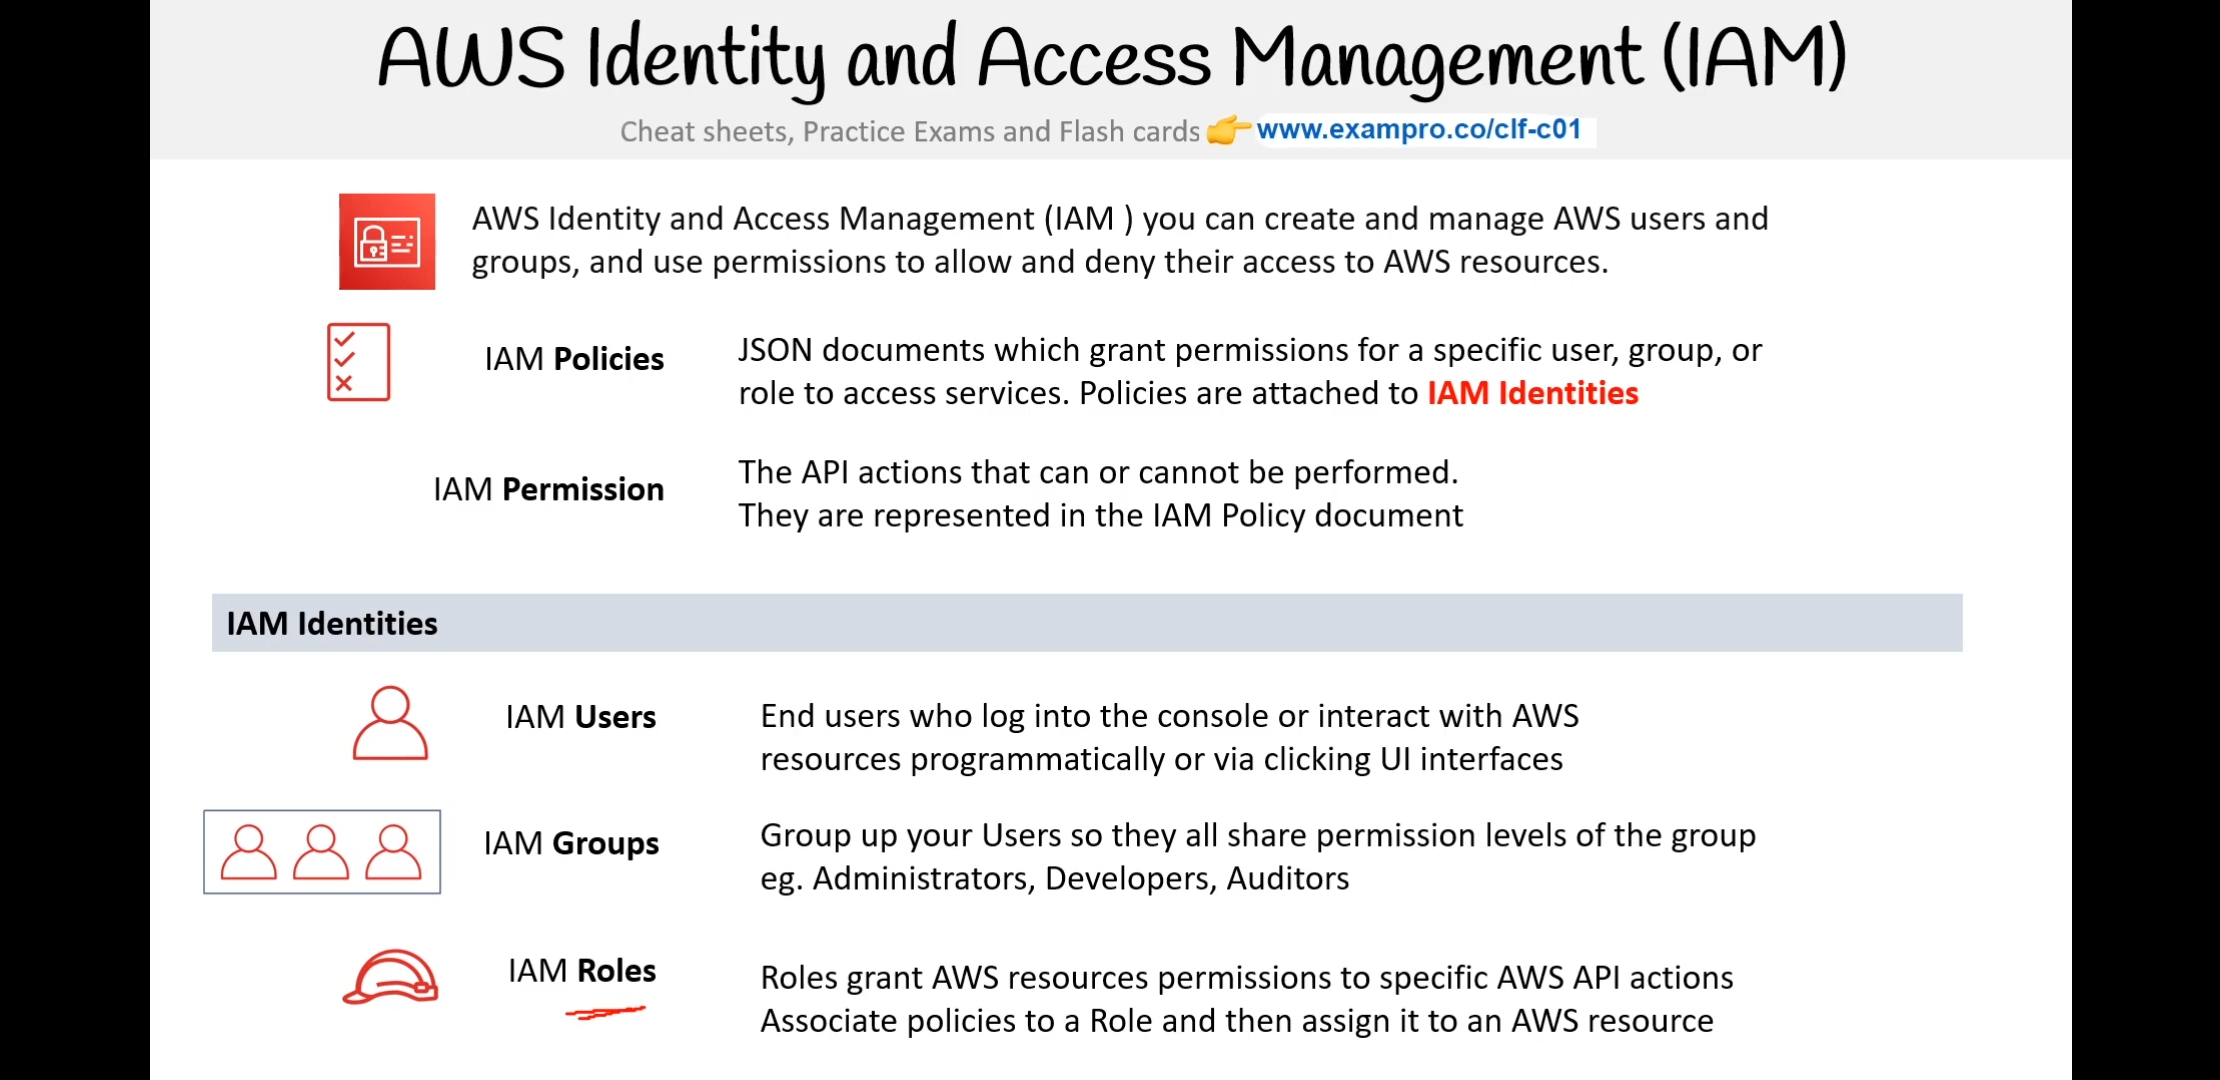 AWS Identity and Access Management (IAM)
Cheat sheets, Practice Exams and Flash cards 👉 www.exampro.co/clf-c01
AWS Identity and Access Management (IAM ) you can create and manage AWS users and
groups, and use permissions to allow and deny their access to AWS resources.
IAM Policies
JSON documents which grant permissions for a specific user, group, or
role to access services. Policies are attached to IAM Identities
IAM Permission
The API actions that can or cannot be performed.
They are represented in the IAM Policy document
IAM Identities
IAM Users
End users who log into the console or interact with AWS
resources programmatically or via clicking UI interfaces
IAM Groups
Group up your Users so they all share permission levels of the group
eg. Administrators, Developers, Auditors
IAM Roles
Roles grant AWS resources permissions to specific AWS API actions
Associate policies to a Role and then assign it to an AWS resource